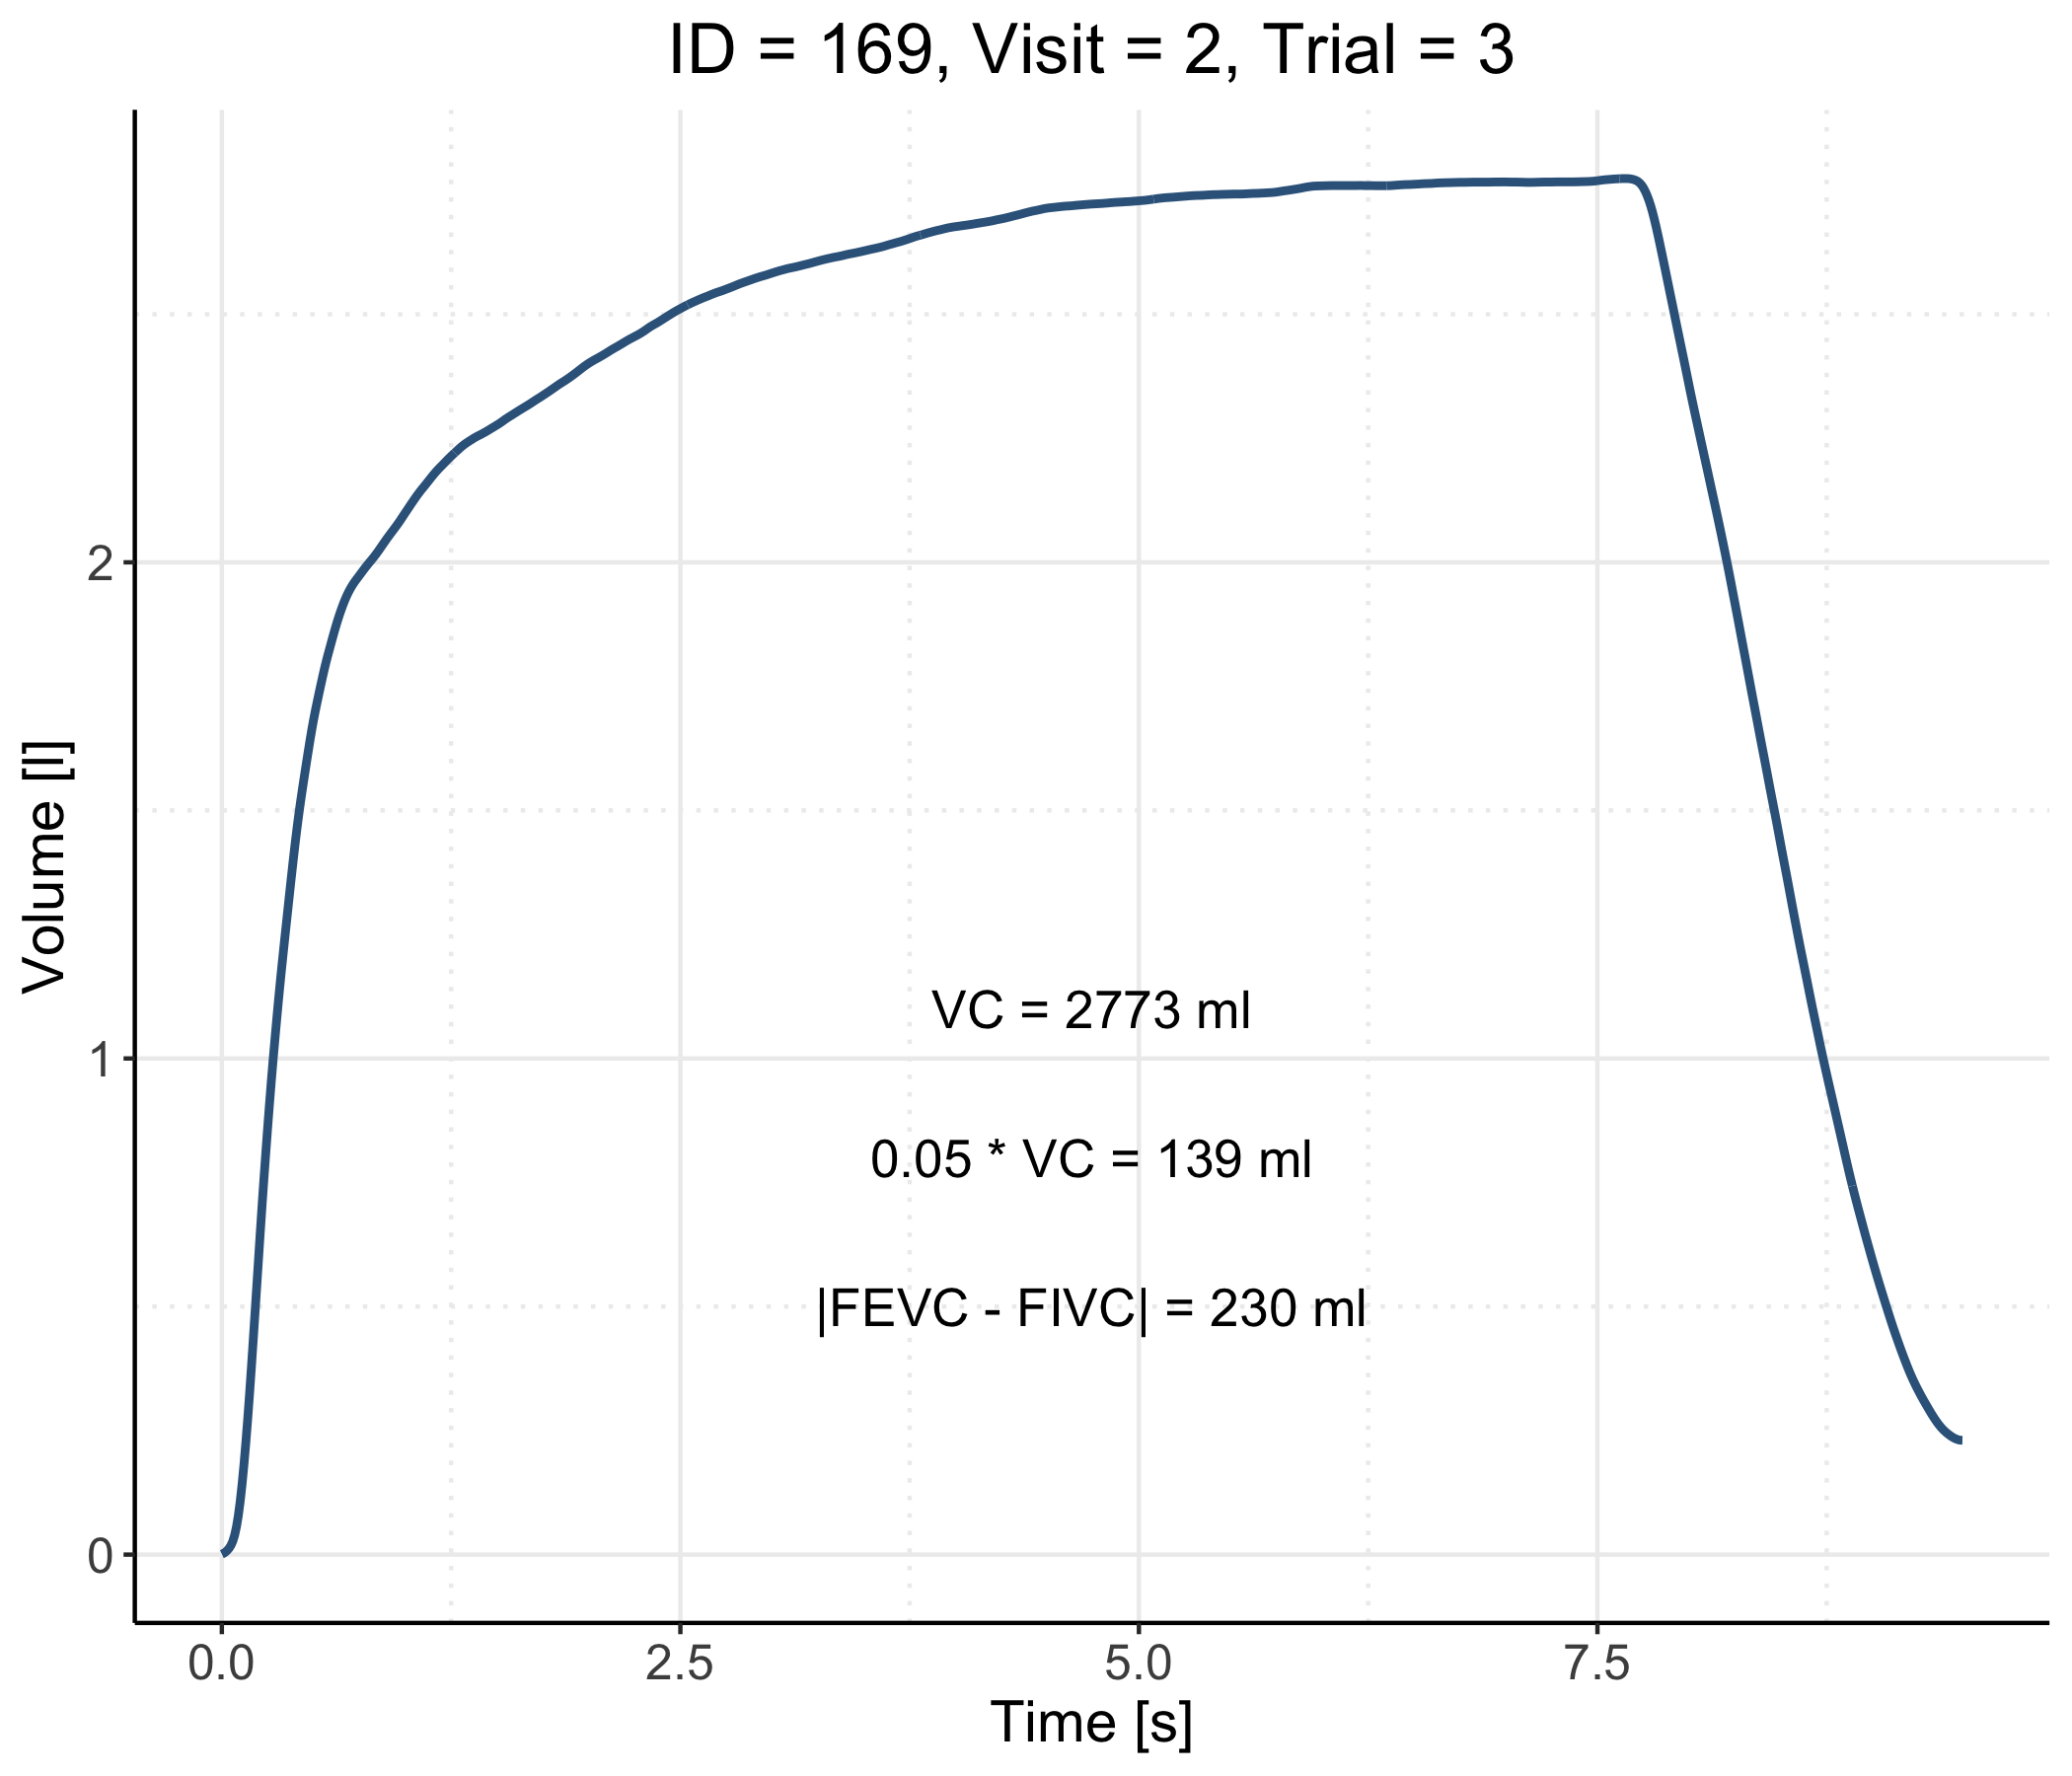 ID = 169, Visit = 2, Trial = 3
Volume [l]
2
1
0
VC = 2773 ml
0.05 * VC = 139 ml
|FEVC - FIVC| = 230 ml
0.0 2.5 5.0 7.5
Time [s]